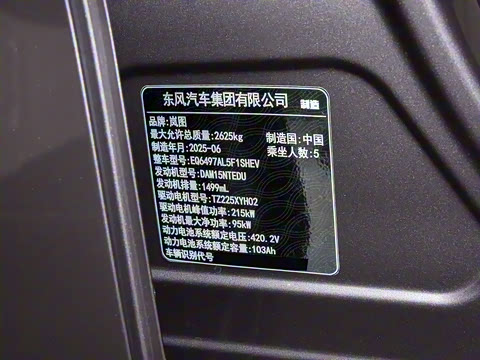 东风汽车集团有限公司 制造
品牌:岚图
最大允许总质量:2625kg 制造国:中国
制造年月:2025-06 乘坐人数:5
整车型号:EQ6497AL5F1SHEV
发动机型号:DAM15NTEDU
发动机排量:1499mL
驱动电机型号:TZ225XYH02
驱动电机峰值功率:215kW
发动机最大净功率:95kW
动力电池系统额定电压:420.2V
动力电池系统额定容量:103Ah
车辆识别代号